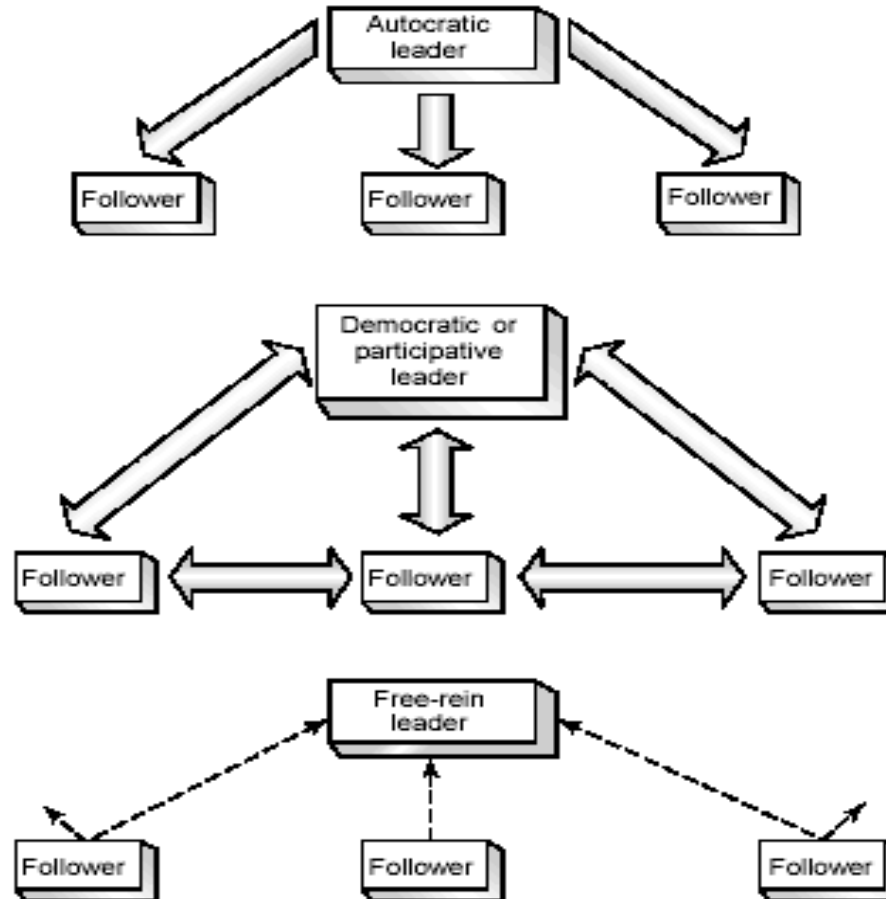 Autocratic
leader
Follower
Follower
Follower
Democratic or
participative
leader
Follower
Follower
Follower
Free-rein
leader
Follower
Follower
Follower